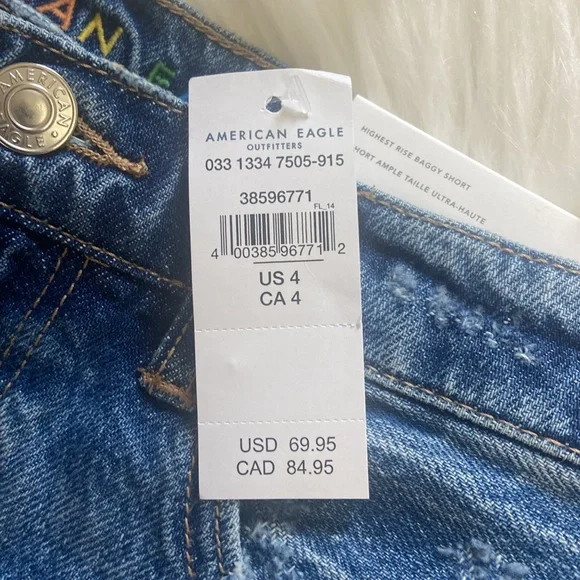 AN E
AMERICAN
EAGLE
AMERICAN EAGLE
OUTFITTERS
033 1334 7505-915
38596771
FL_14
4 00385 96771 2
US 4
CA 4
USD 69.95
CAD 84.95
HIGHEST RISE BAGGY SHORT
SHORT AMPLE TAILLE ULTRA-HAUTE